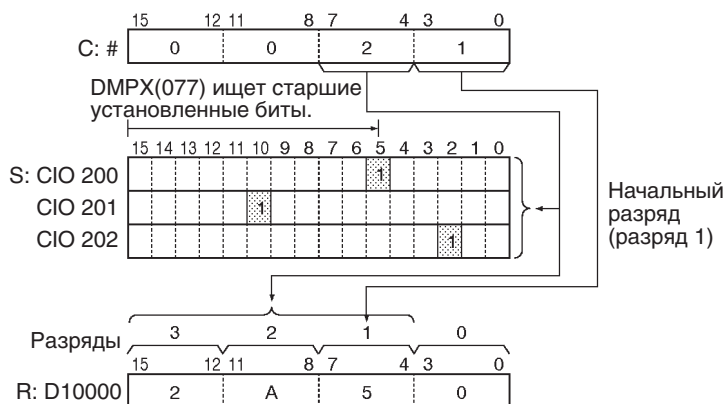 15 12 11 8 7 4 3 0
C: # 0 0 2 1
DMPX(077) ищет старшие
установленные биты.
15 14 13 12 11 10 9 8 7 6 5 4 3 2 1 0
S: CIO 200 1
CIO 201 1
CIO 202 1
Начальный
разряд
(разряд 1)
Разряды 3 2 1 0
15 12 11 8 7 4 3 0
R: D10000 2 A 5 0